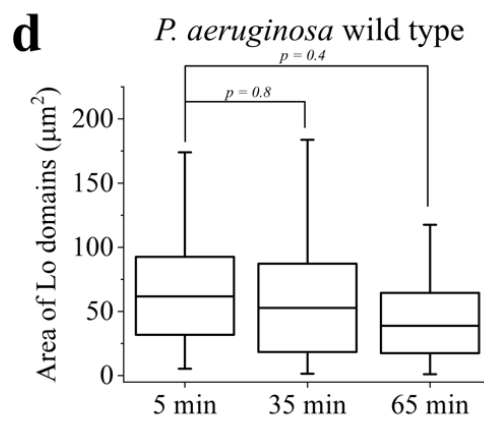 d
P. aeruginosa wild type
p = 0.4
p = 0.8
Area of Lo domains (μm²)
200
150
100
50
0
5 min 35 min 65 min